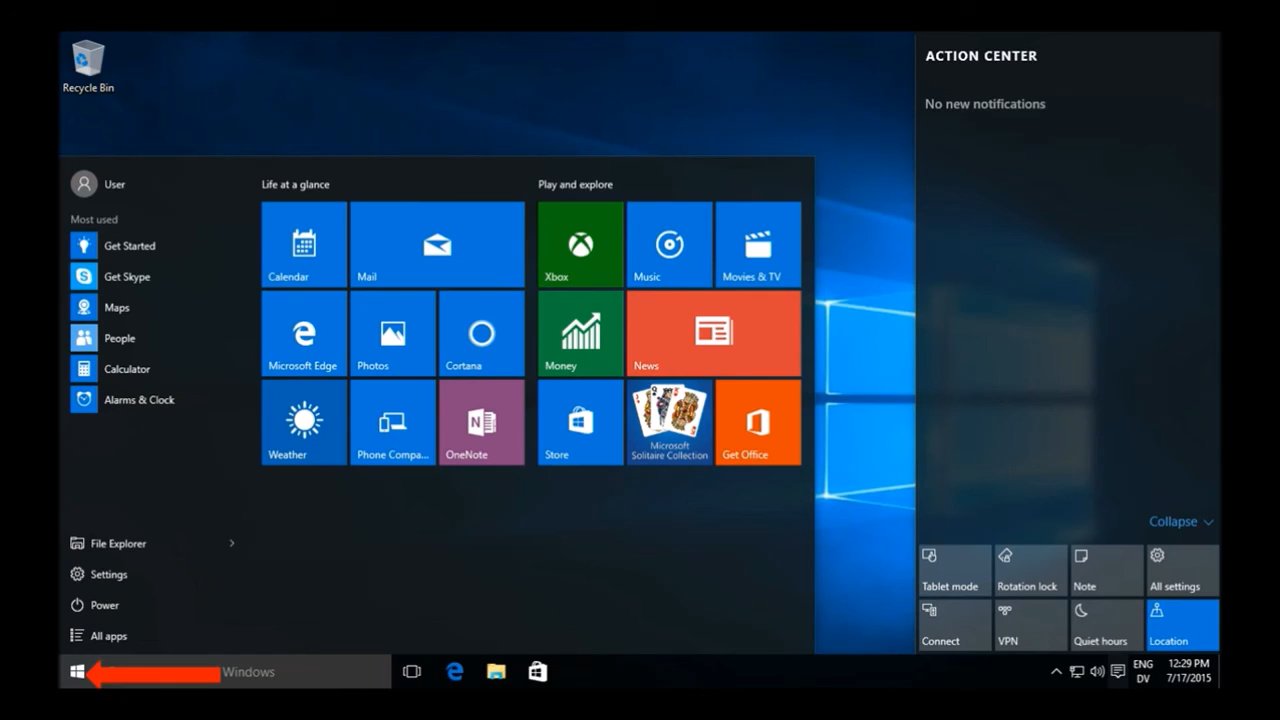 Recycle Bin
ACTION CENTER
No new notifications
User
Most used
Get Started
Get Skype
Maps
People
Calculator
Alarms & Clock
File Explorer
Settings
Power
All apps
Life at a glance
Calendar
Mail
Microsoft Edge
Photos
Cortana
Weather
Phone Compa...
OneNote
Play and explore
Xbox
Music
Movies & TV
Money
News
Store
Microsoft
Solitaire Collection
Get Office
Collapse
Tablet mode
Rotation lock
Note
All settings
Connect
VPN
Quiet hours
Location
Windows
ENG
DV
12:29 PM
7/17/2015